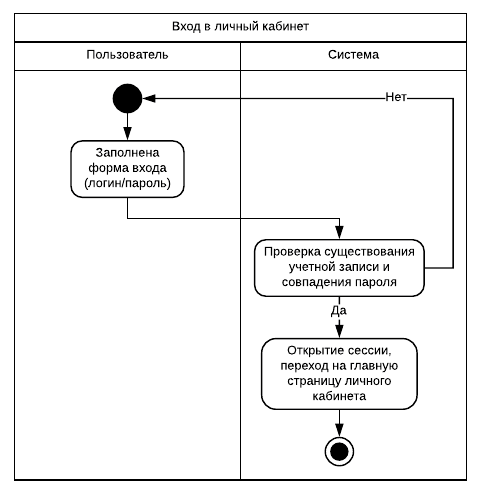 Вход в личный кабинет
Пользователь
Система
Нет
Заполнена
форма входа
(логин/пароль)
Проверка существования
учетной записи и
совпадения пароля
Да
Открытие сессии,
переход на главную
страницу личного
кабинета